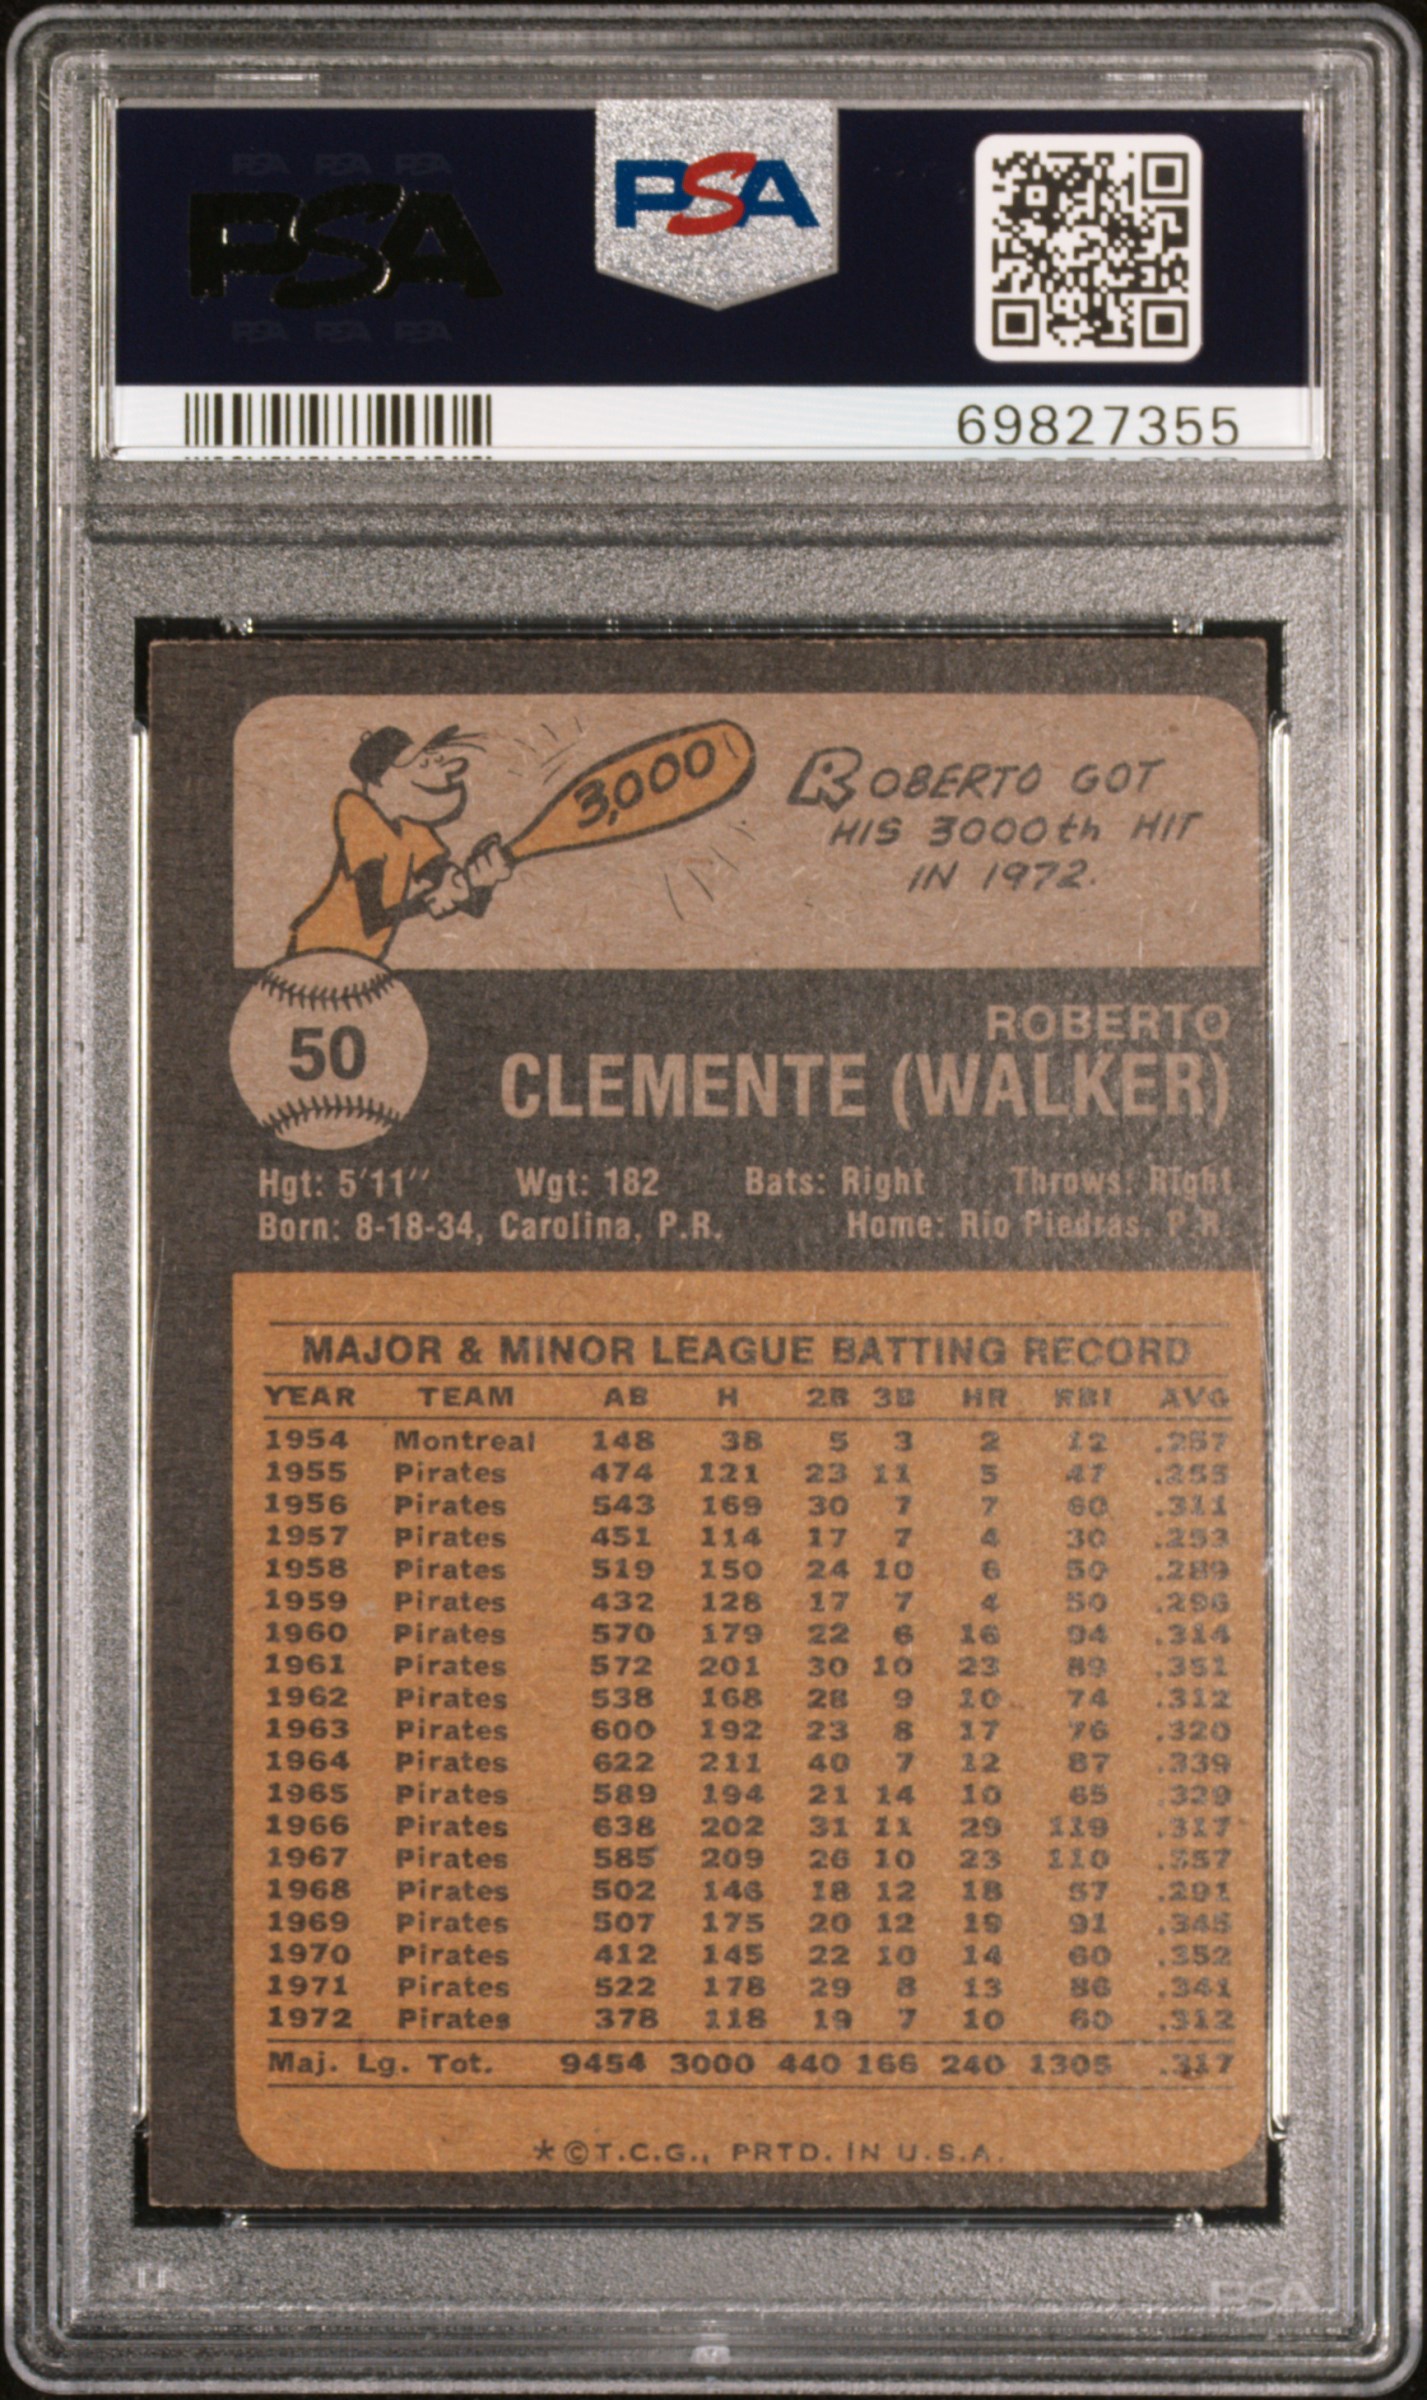 PSA PSA PSA
PSA
PSA PSA PSA
PSA
69827355
3,000
ROBERTO GOT
HIS 3000th HIT
IN 1972.
50
ROBERTO
CLEMENTE (WALKER)
Hgt: 5'11" Wgt: 182 Bats: Right Throws: Right
Born: 8-18-34, Carolina, P.R. Home: Rio Piedras, P.R.
MAJOR & MINOR LEAGUE BATTING RECORD
YEAR TEAM AB H 2B 3B HR RBI AVG
1954 Montreal 148 38 5 3 2 12 .257
1955 Pirates 474 121 23 11 5 47 .255
1956 Pirates 543 169 30 7 7 60 .311
1957 Pirates 451 114 17 7 4 30 .253
1958 Pirates 519 150 24 10 6 50 .289
1959 Pirates 432 128 17 7 4 50 .296
1960 Pirates 570 179 22 6 16 94 .314
1961 Pirates 572 201 30 10 23 89 .351
1962 Pirates 538 168 28 9 10 74 .312
1963 Pirates 600 192 23 8 17 76 .320
1964 Pirates 622 211 40 7 12 87 .339
1965 Pirates 589 194 21 14 10 65 .329
1966 Pirates 638 202 31 11 29 119 .317
1967 Pirates 585 209 26 10 23 110 .357
1968 Pirates 502 146 18 12 18 57 .291
1969 Pirates 507 175 20 12 19 91 .345
1970 Pirates 412 145 22 10 14 60 .352
1971 Pirates 522 178 29 8 13 86 .341
1972 Pirates 378 118 19 7 10 60 .312
Maj. Lg. Tot. 9454 3000 440 166 240 1305 .317
*©T.C.G., PRTD. IN U.S.A.
PSA